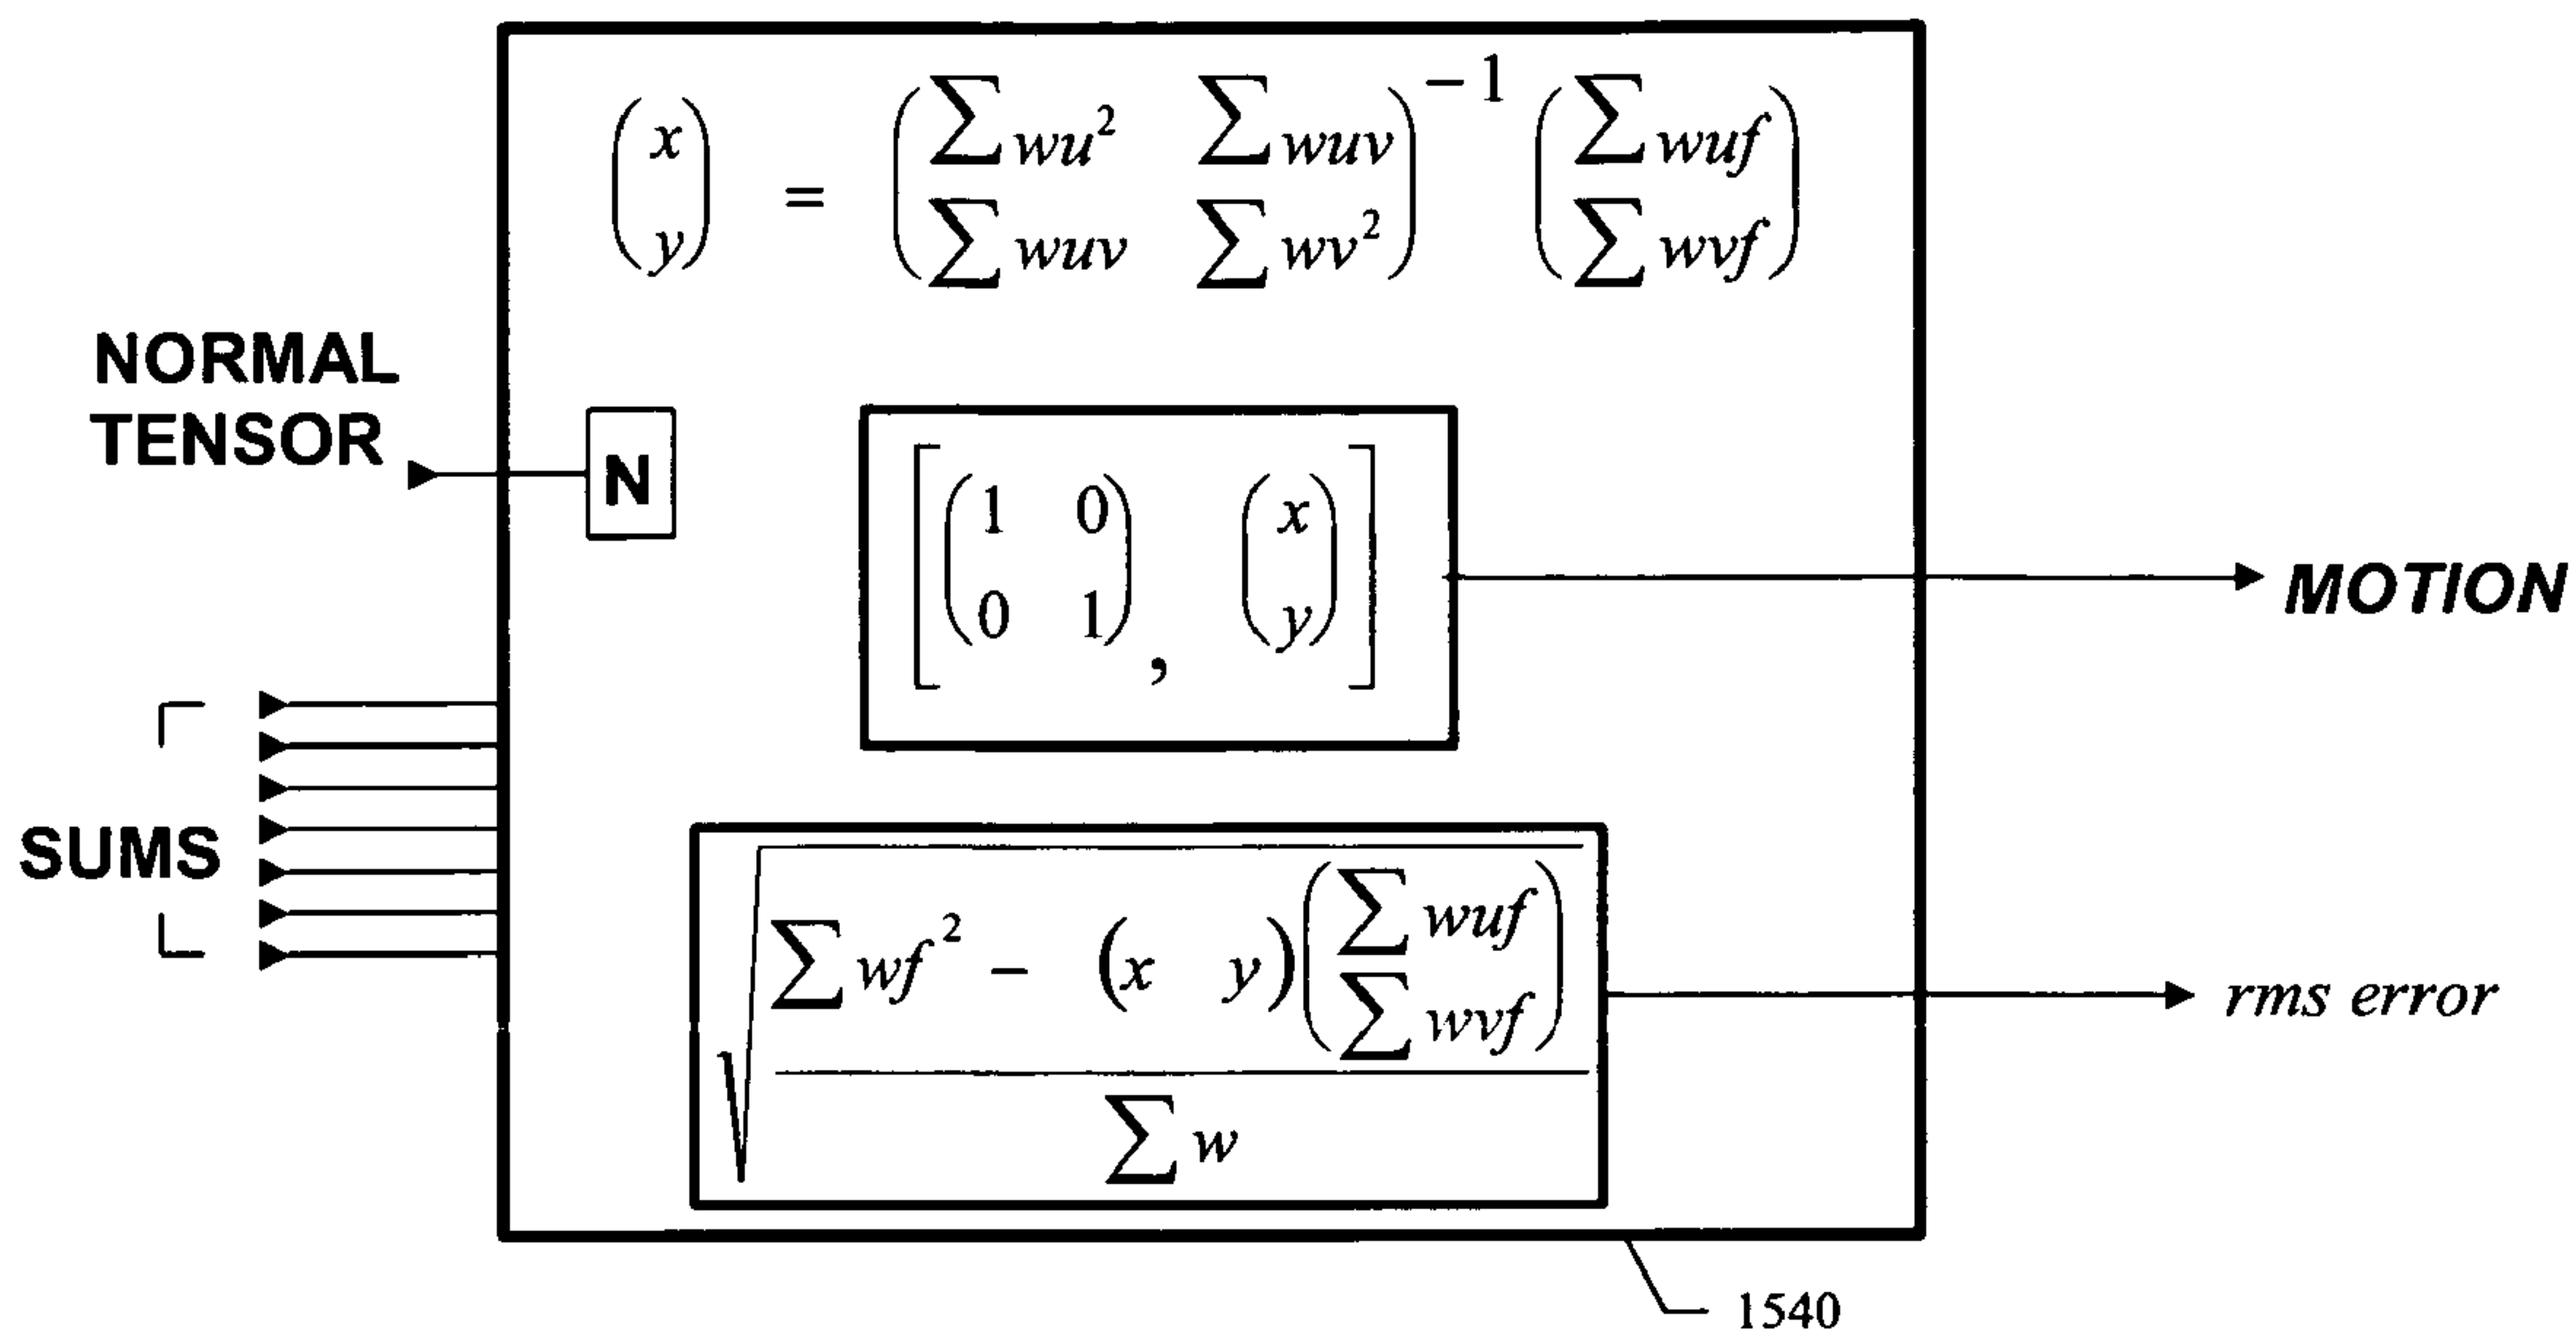 (x y) = (∑wu² ∑wuv ∑wuv ∑wv²)⁻¹ (∑wuf ∑wvf)
NORMAL
TENSOR
N
[(1 0 0 1), (x y)]
MOTION
SUMS
√((∑wf² − (x y)(∑wuf ∑wvf)) / ∑w)
rms error
1540